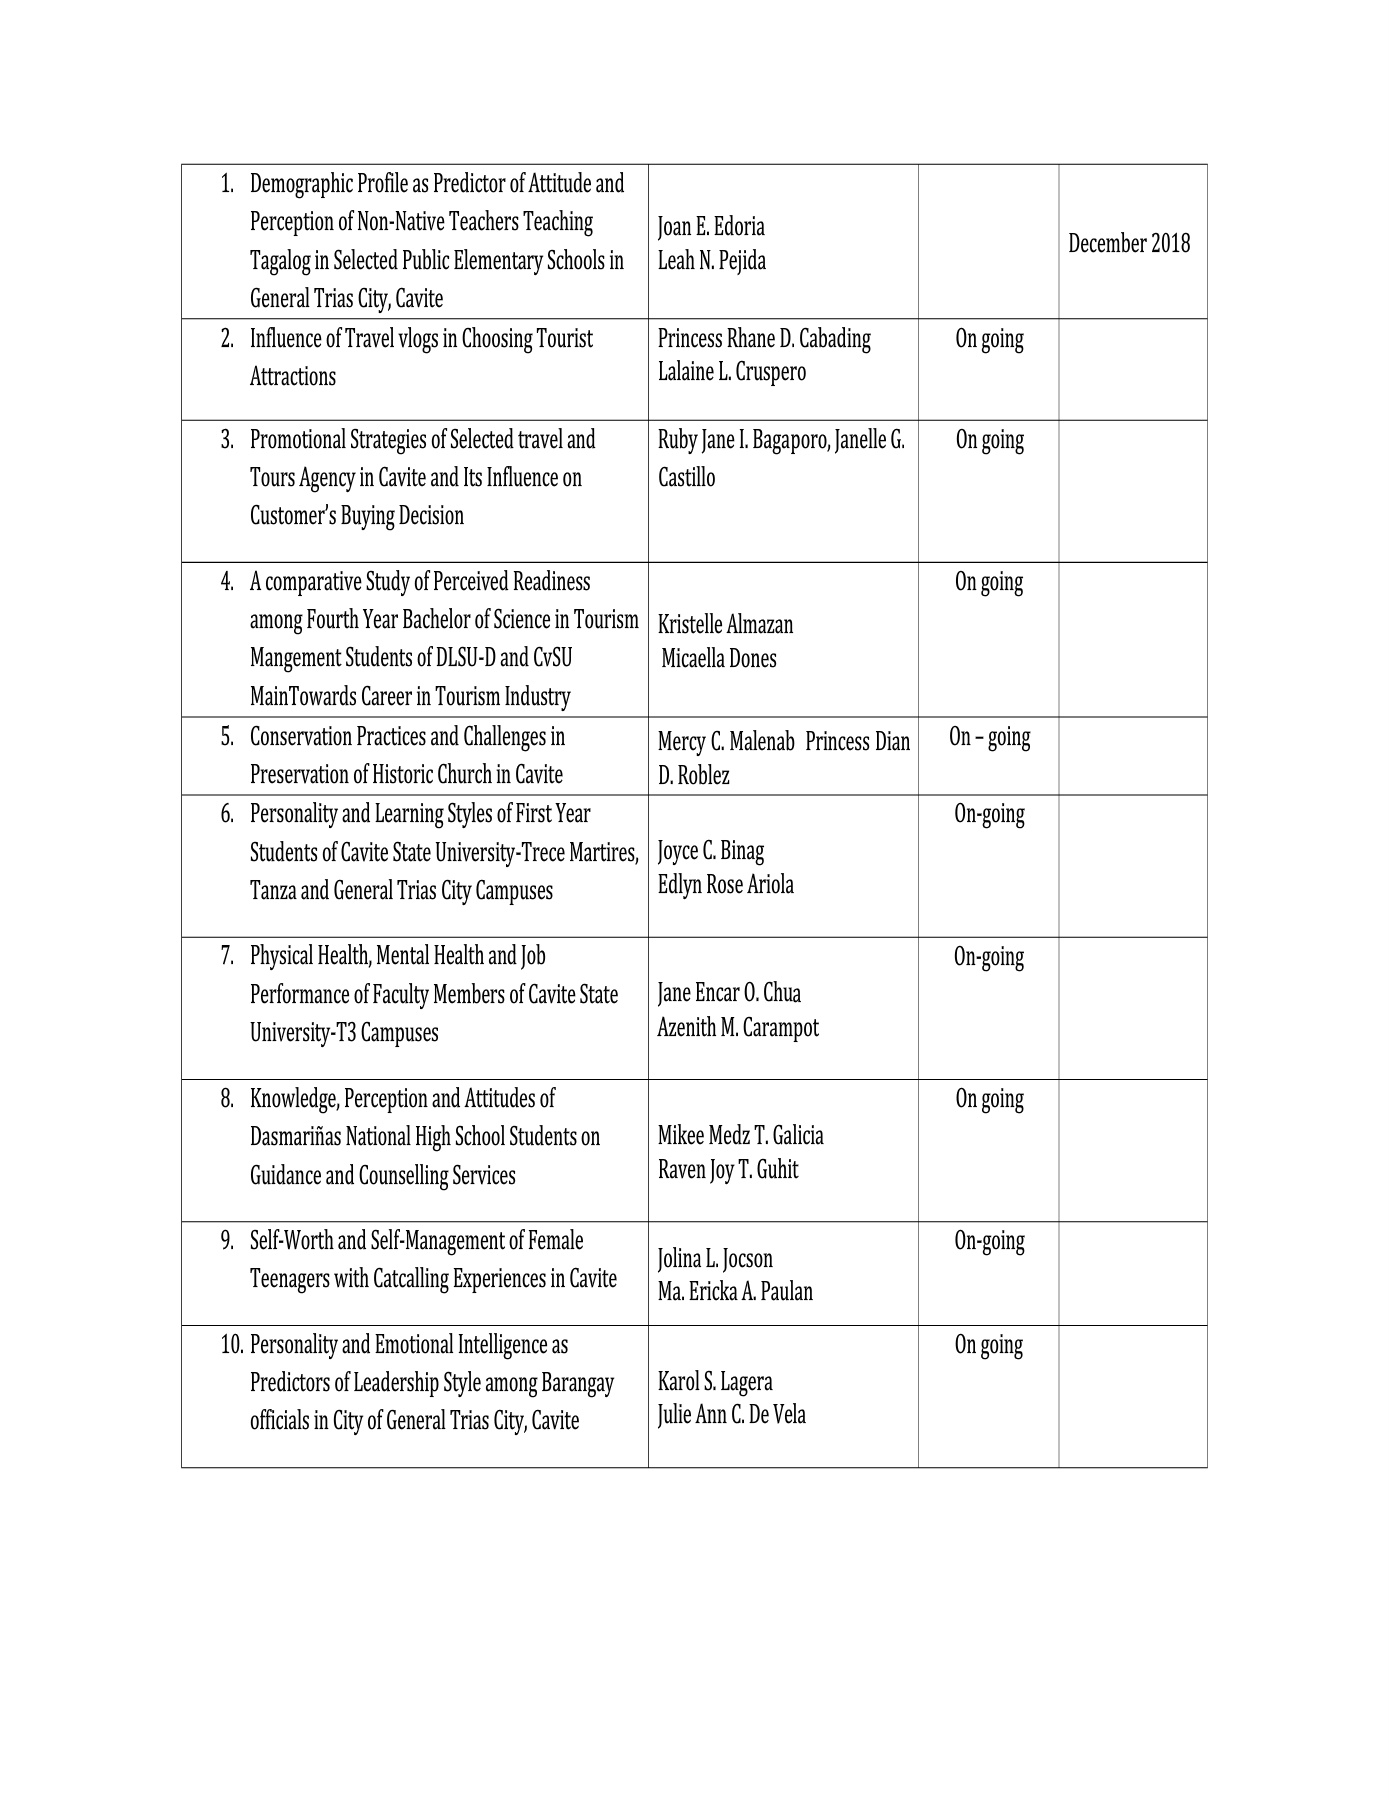 1. Demographic Profile as Predictor of Attitude and
Perception of Non-Native Teachers Teaching
Tagalog in Selected Public Elementary Schools in
General Trias City, Cavite
Joan E. Edoria
Leah N. Pejida
December 2018
2. Influence of Travel vlogs in Choosing Tourist
Attractions
Princess Rhane D. Cabading
Lalaine L. Cruspero
On going
3. Promotional Strategies of Selected travel and
Tours Agency in Cavite and Its Influence on
Customer’s Buying Decision
Ruby Jane I. Bagaporo, Janelle G.
Castillo
On going
4. A comparative Study of Perceived Readiness
among Fourth Year Bachelor of Science in Tourism
Mangement Students of DLSU-D and CvSU
MainTowards Career in Tourism Industry
Kristelle Almazan
Micaella Dones
On going
5. Conservation Practices and Challenges in
Preservation of Historic Church in Cavite
Mercy C. Malenab Princess Dian
D. Roblez
On – going
6. Personality and Learning Styles of First Year
Students of Cavite State University-Trece Martires,
Tanza and General Trias City Campuses
Joyce C. Binag
Edlyn Rose Ariola
On-going
7. Physical Health, Mental Health and Job
Performance of Faculty Members of Cavite State
University-T3 Campuses
Jane Encar O. Chua
Azenith M. Carampot
On-going
8. Knowledge, Perception and Attitudes of
Dasmariñas National High School Students on
Guidance and Counselling Services
Mikee Medz T. Galicia
Raven Joy T. Guhit
On going
9. Self-Worth and Self-Management of Female
Teenagers with Catcalling Experiences in Cavite
Jolina L. Jocson
Ma. Ericka A. Paulan
On-going
10. Personality and Emotional Intelligence as
Predictors of Leadership Style among Barangay
officials in City of General Trias City, Cavite
Karol S. Lagera
Julie Ann C. De Vela
On going